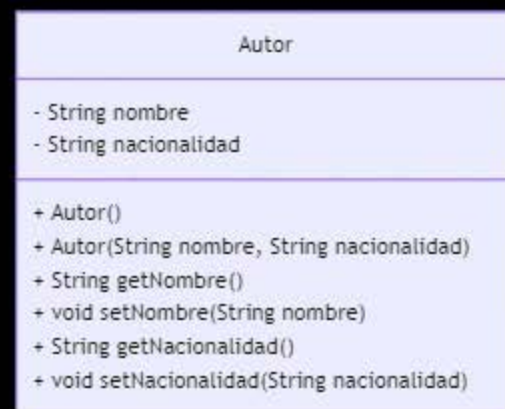 Autor
- String nombre
- String nacionalidad
+ Autor()
+ Autor(String nombre, String nacionalidad)
+ String getNombre()
+ void setNombre(String nombre)
+ String getNacionalidad()
+ void setNacionalidad(String nacionalidad)